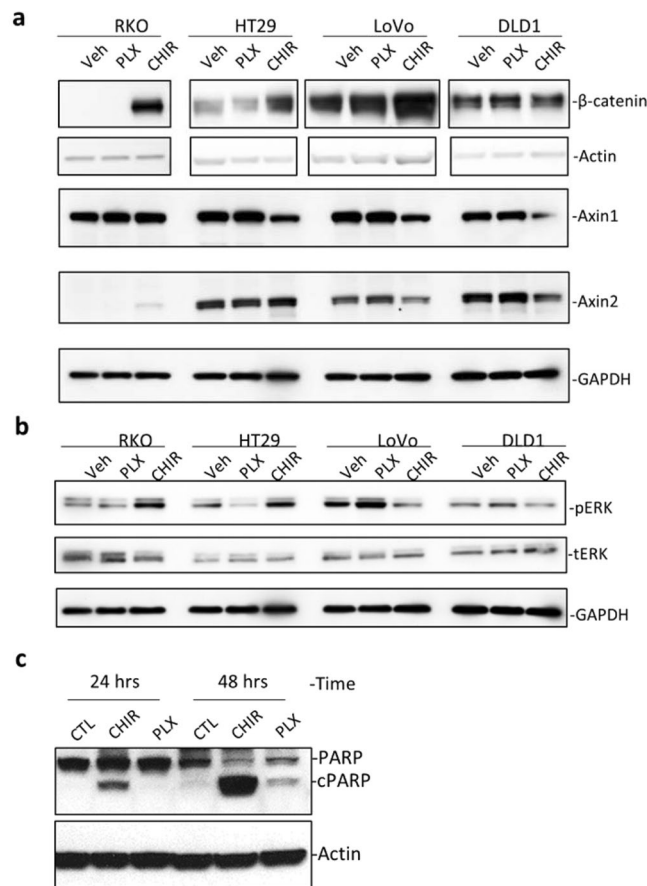 a
RKO HT29 LoVo DLD1
Veh PLX CHIR Veh PLX CHIR Veh PLX CHIR Veh PLX CHIR
-β-catenin
-Actin
-Axin1
-Axin2
-GAPDH
b
RKO HT29 LoVo DLD1
Veh PLX CHIR Veh PLX CHIR Veh PLX CHIR Veh PLX CHIR
-pERK
-tERK
-GAPDH
c
24 hrs 48 hrs -Time
CTL CHIR PLX CTL CHIR PLX
-PARP
-cPARP
-Actin